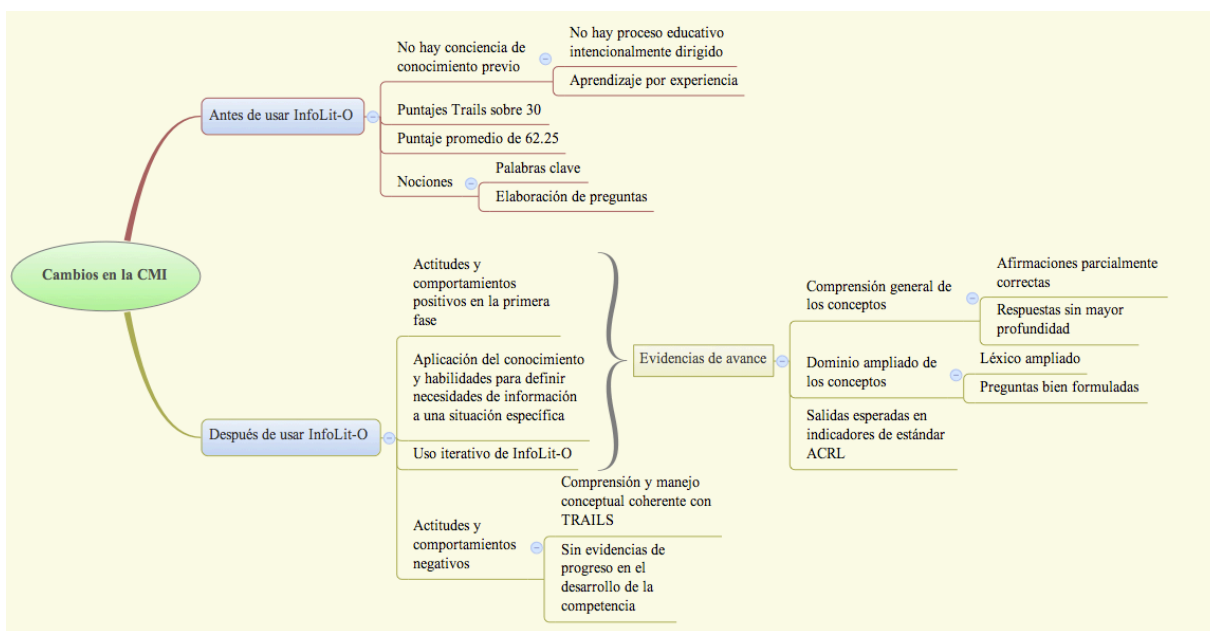 Cambios en la CMI
Antes de usar InfoLit-O
No hay conciencia de
conocimiento previo
No hay proceso educativo
intencionalmente dirigido
Aprendizaje por experiencia
Puntajes Trails sobre 30
Puntaje promedio de 62.25
Nociones
Palabras clave
Elaboración de preguntas
Después de usar InfoLit-O
Actitudes y
comportamientos
positivos en la primera
fase
Aplicación del conocimiento
y habilidades para definir
necesidades de información
a una situación específica
Uso iterativo de InfoLit-O
Evidencias de avance
Comprensión general de
los conceptos
Afirmaciones parcialmente
correctas
Respuestas sin mayor
profundidad
Dominio ampliado de
los conceptos
Léxico ampliado
Preguntas bien formuladas
Salidas esperadas en
indicadores de estándar
ACRL
Actitudes y
comportamientos
negativos
Comprensión y manejo
conceptual coherente con
TRAILS
Sin evidencias de
progreso en el
desarrollo de la
competencia